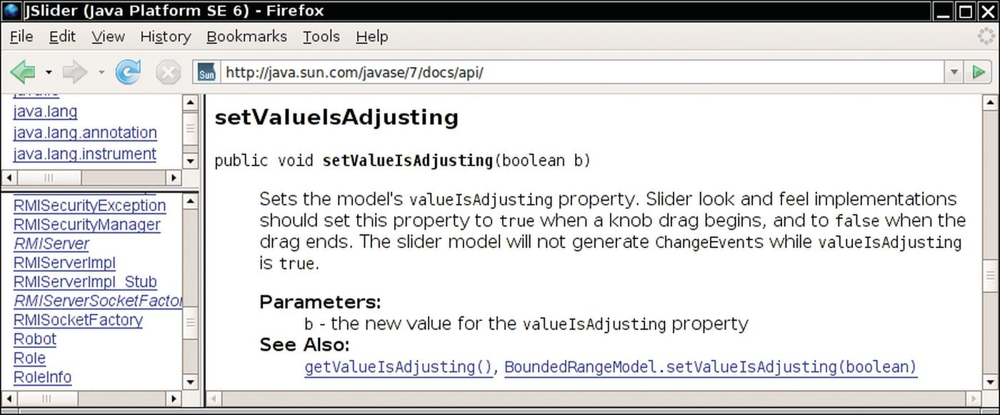 JSlider (Java Platform SE 6) - Firefox
File Edit View History Bookmarks Tools Help
Sun http://java.sun.com/javase/7/docs/api/
java.lang
java.lang.annotation
java.lang.instrument
RMISecurityException
RMISecurityManager
RMIServer
RMIServerImpl
RMIServerImpl_Stub
RMIServerSocketFactor
RMISocketFactory
Robot
Role
RoleInfo
setValueIsAdjusting
public void setValueIsAdjusting(boolean b)
Sets the model's valueIsAdjusting property. Slider look and feel implementations
should set this property to true when a knob drag begins, and to false when the
drag ends. The slider model will not generate ChangeEvents while valueIsAdjusting
is true.
Parameters:
b - the new value for the valueIsAdjusting property
See Also:
getValueIsAdjusting(), BoundedRangeModel.setValueIsAdjusting(boolean)